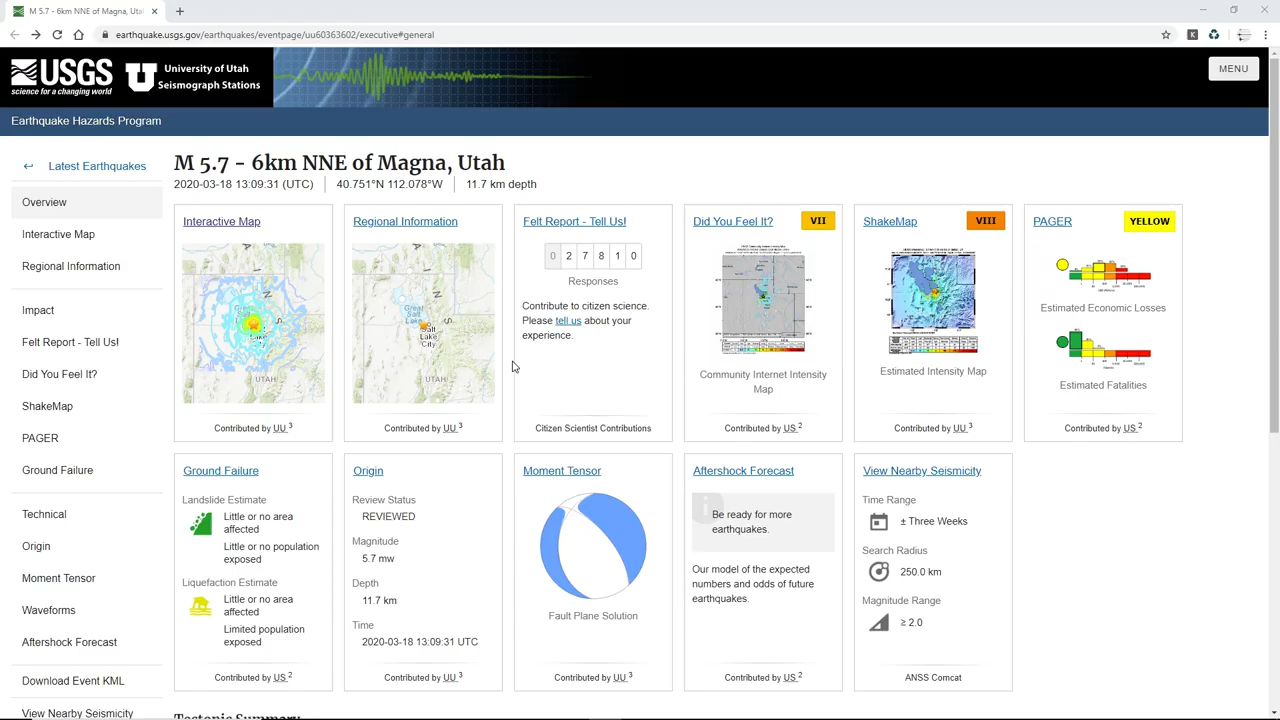 M 5.7 - 6km NNE of Magna, Uta
earthquake.usgs.gov/earthquakes/eventpage/uu60363602/executive#general
USGS
science for a changing world
U
University of Utah
Seismograph Stations
MENU
Earthquake Hazards Program
Latest Earthquakes
Overview
Interactive Map
Regional Information
Impact
Felt Report - Tell Us!
Did You Feel It?
ShakeMap
PAGER
Ground Failure
Technical
Origin
Moment Tensor
Waveforms
Aftershock Forecast
Download Event KML
View Nearby Seismicity
M 5.7 - 6km NNE of Magna, Utah
2020-03-18 13:09:31 (UTC)
40.751°N 112.078°W
11.7 km depth
Interactive Map
Lake
UTAH
Contributed by UU 3
Regional Information
Great
Salt
Lake
Salt
Lake
City
UTAH
Contributed by UU 3
Felt Report - Tell Us!
0 2 7 8 1 0
Responses
Contribute to citizen science.
Please tell us about your
experience.
Citizen Scientist Contributions
Did You Feel It?
VII
Community Internet Intensity
Map
Contributed by US 2
ShakeMap
VIII
Estimated Intensity Map
Contributed by UU 3
PAGER
YELLOW
Estimated Economic Losses
Estimated Fatalities
Contributed by US 2
Ground Failure
Landslide Estimate
Little or no area
affected
Little or no population
exposed
Liquefaction Estimate
Little or no area
affected
Limited population
exposed
Contributed by US 2
Origin
Review Status
REVIEWED
Magnitude
5.7 mw
Depth
11.7 km
Time
2020-03-18 13:09:31 UTC
Contributed by UU 3
Moment Tensor
Fault Plane Solution
Contributed by UU 3
Aftershock Forecast
Be ready for more
earthquakes.
Our model of the expected
numbers and odds of future
earthquakes.
Contributed by US 2
View Nearby Seismicity
Time Range
± Three Weeks
Search Radius
250.0 km
Magnitude Range
≥ 2.0
ANSS Comcat
Tectonic Summary